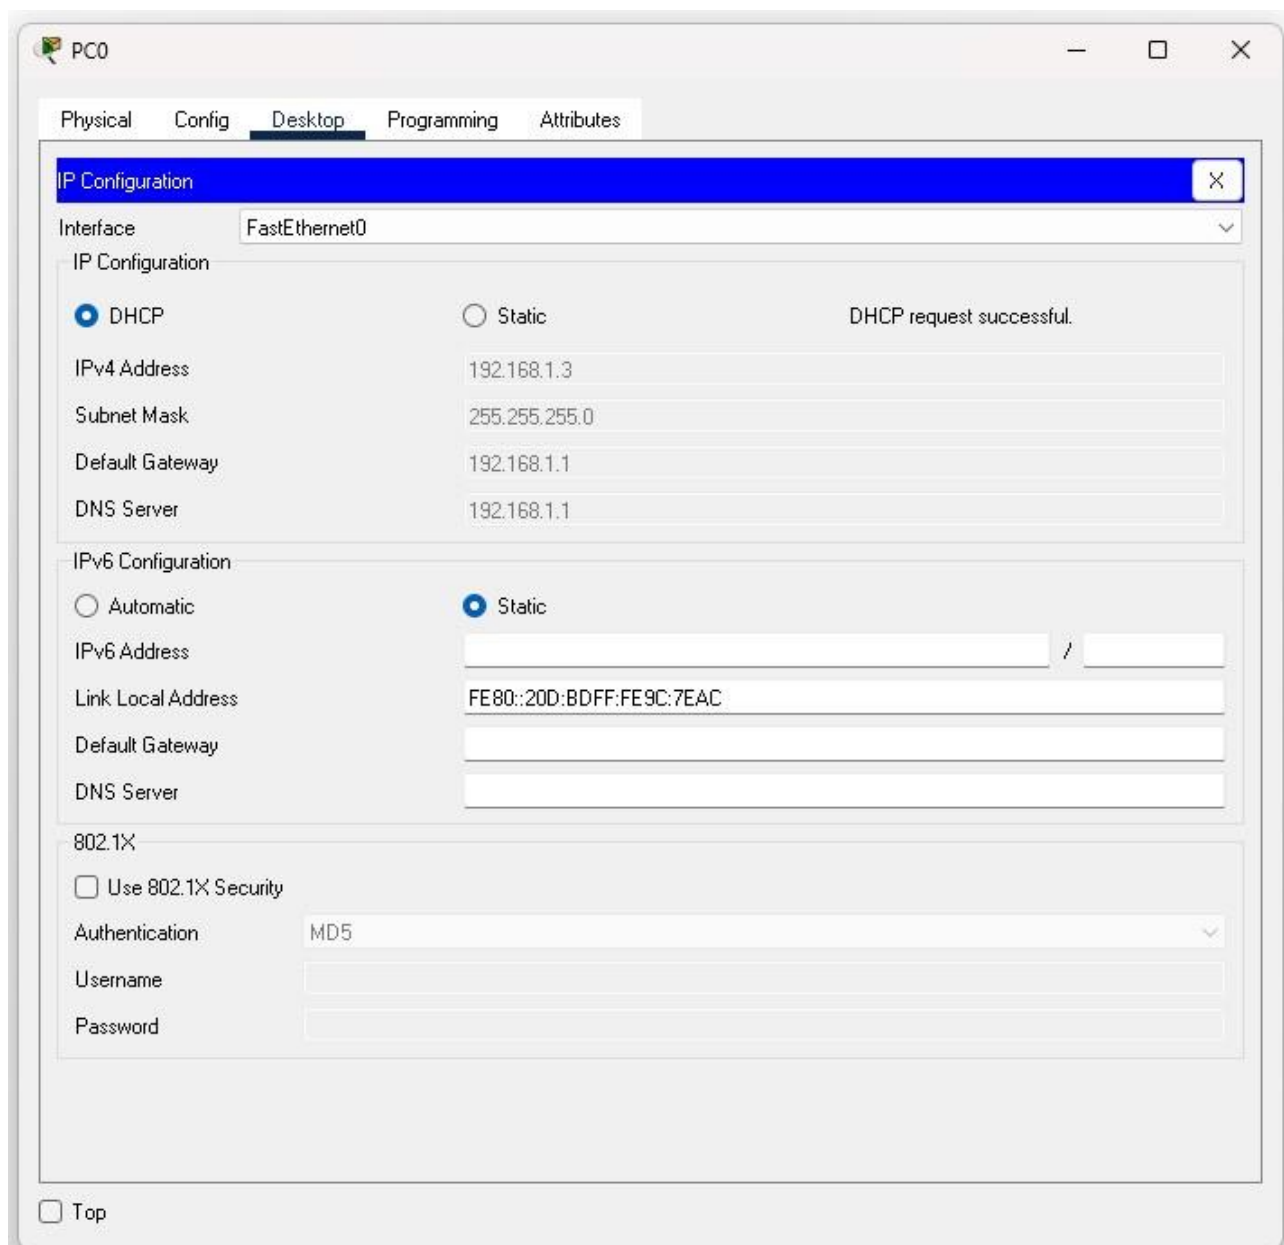 PC0
Physical Config Desktop Programming Attributes
IP Configuration X
Interface FastEthernet0
IP Configuration
DHCP Static DHCP request successful.
IPv4 Address 192.168.1.3
Subnet Mask 255.255.255.0
Default Gateway 192.168.1.1
DNS Server 192.168.1.1
IPv6 Configuration
Automatic Static
IPv6 Address /
Link Local Address FE80::20D:BDFF:FE9C:7EAC
Default Gateway
DNS Server
802.1X
Use 802.1X Security
Authentication MD5
Username
Password
Top